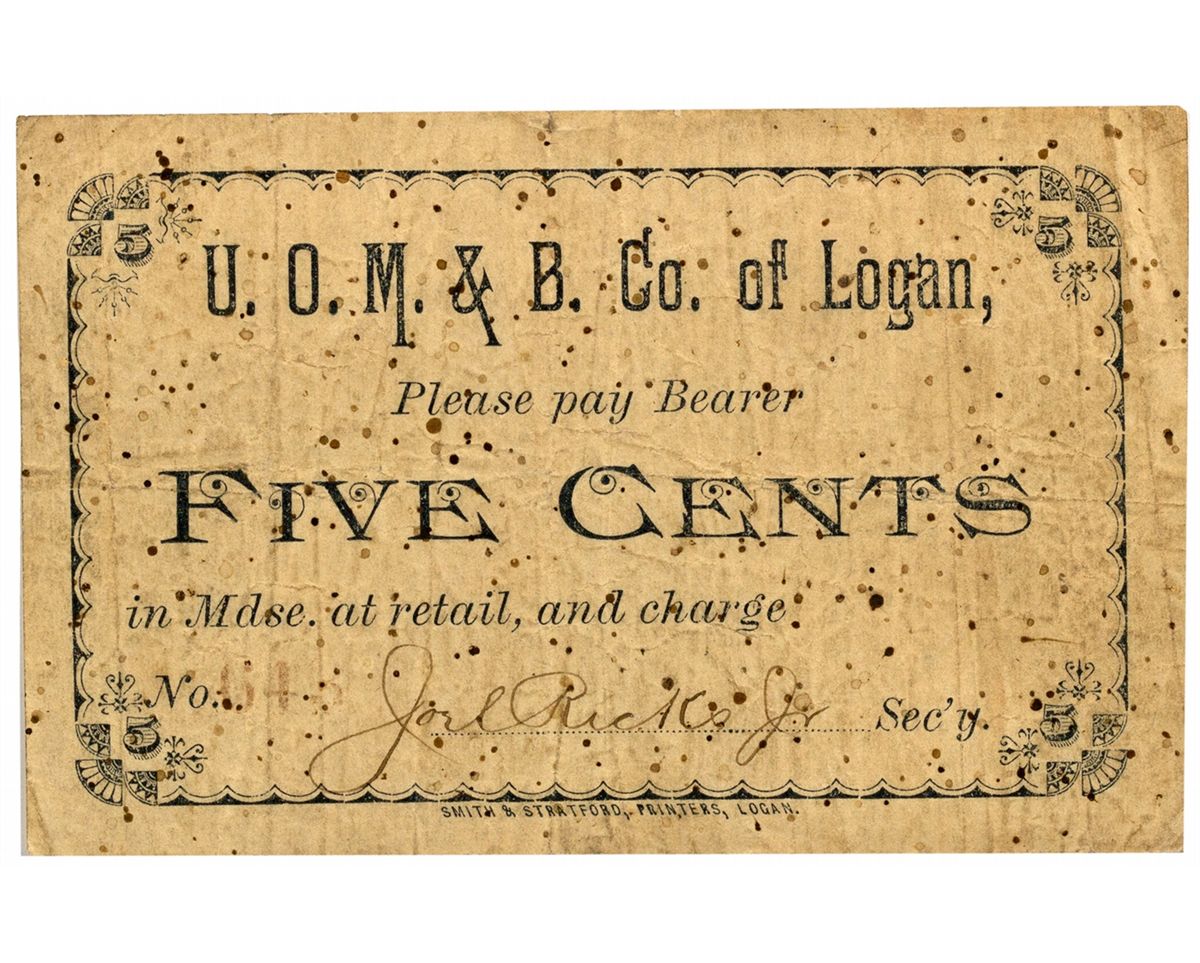 5 5
U. O. M. & B. Co. of Logan,
Please pay Bearer
FIVE CENTS
in Mdse. at retail, and charge
No. Joel Ricks Jr Sec'y.
5 5
SMITH & STRATFORD, PRINTERS, LOGAN.